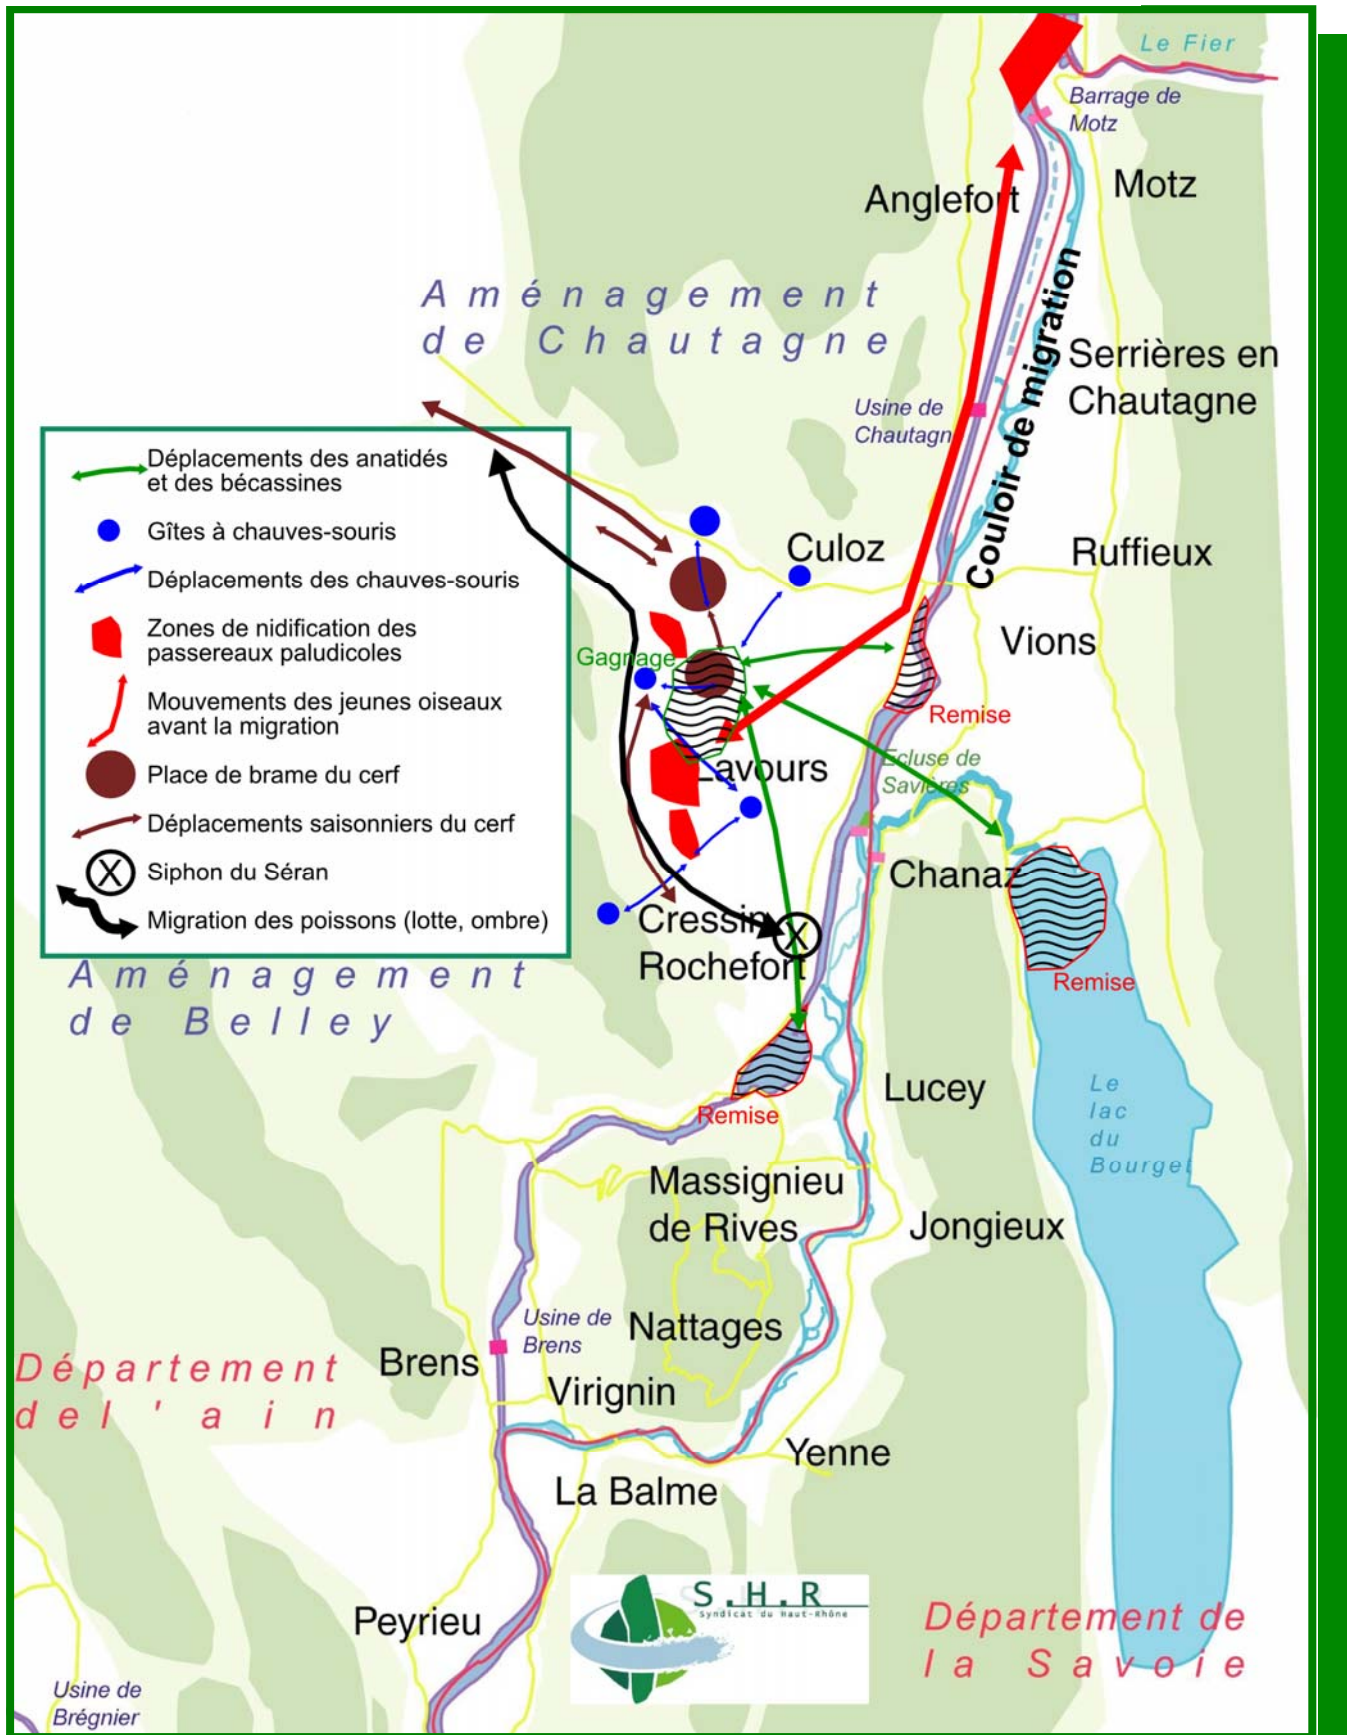 Le Fier
Barrage de
Motz
Motz
Anglefort
Aménagement
de Chautagne
Couloir de migration
Serrières en
Chautagne
Usine de
Chautagn
Déplacements des anatidés
et des bécassines
Gîtes à chauves-souris
Déplacements des chauves-souris
Zones de nidification des
passereaux paludicoles
Mouvements des jeunes oiseaux
avant la migration
Place de brame du cerf
Déplacements saisonniers du cerf
X
Siphon du Séran
Migration des poissons (lotte, ombre)
Culoz
Ruffieux
Vions
Gagnage
Remise
Lavours
Ecluse de
Savières
Chanaz
Cressin
Rochefort
X
Remise
Aménagement
de Belley
Remise
Lucey
Le
lac
du
Bourget
Massignieu
de Rives
Jongieux
Usine de
Brens
Nattages
Brens
Virignin
Département
del'ain
Yenne
La Balme
S.H.R
Syndicat du Haut-Rhône
Peyrieu
Département de
la Savoie
Usine de
Brégnier